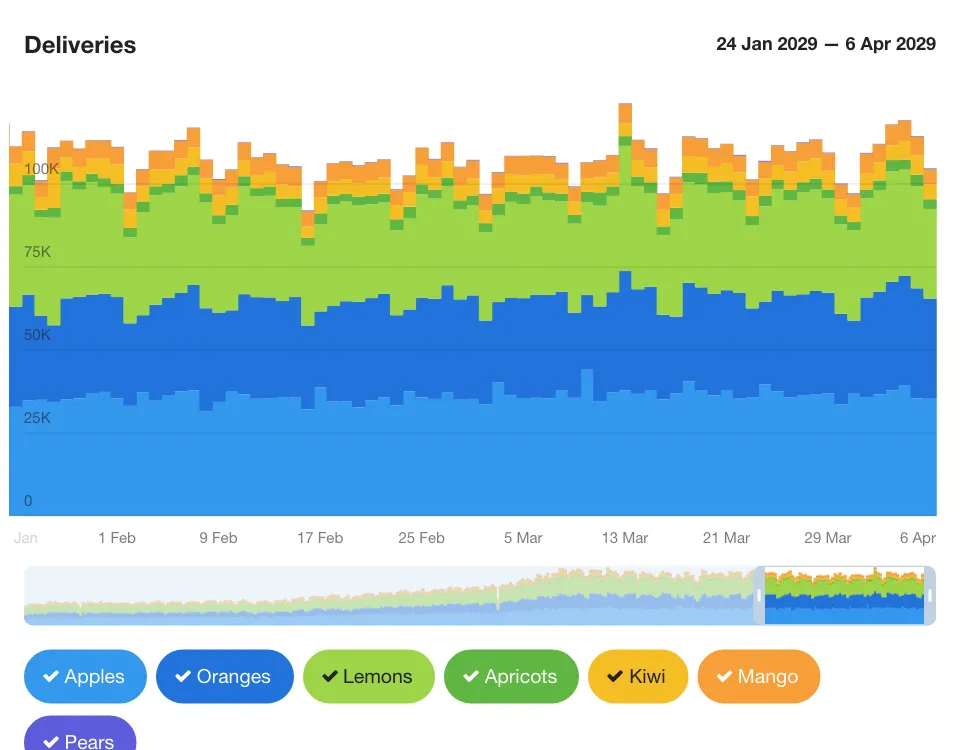 Deliveries 24 Jan 2029 — 6 Apr 2029
100K
75K
50K
25K
0
Jan 1 Feb 9 Feb 17 Feb 25 Feb 5 Mar 13 Mar 21 Mar 29 Mar 6 Apr
Apples Oranges Lemons Apricots Kiwi Mango
Pears